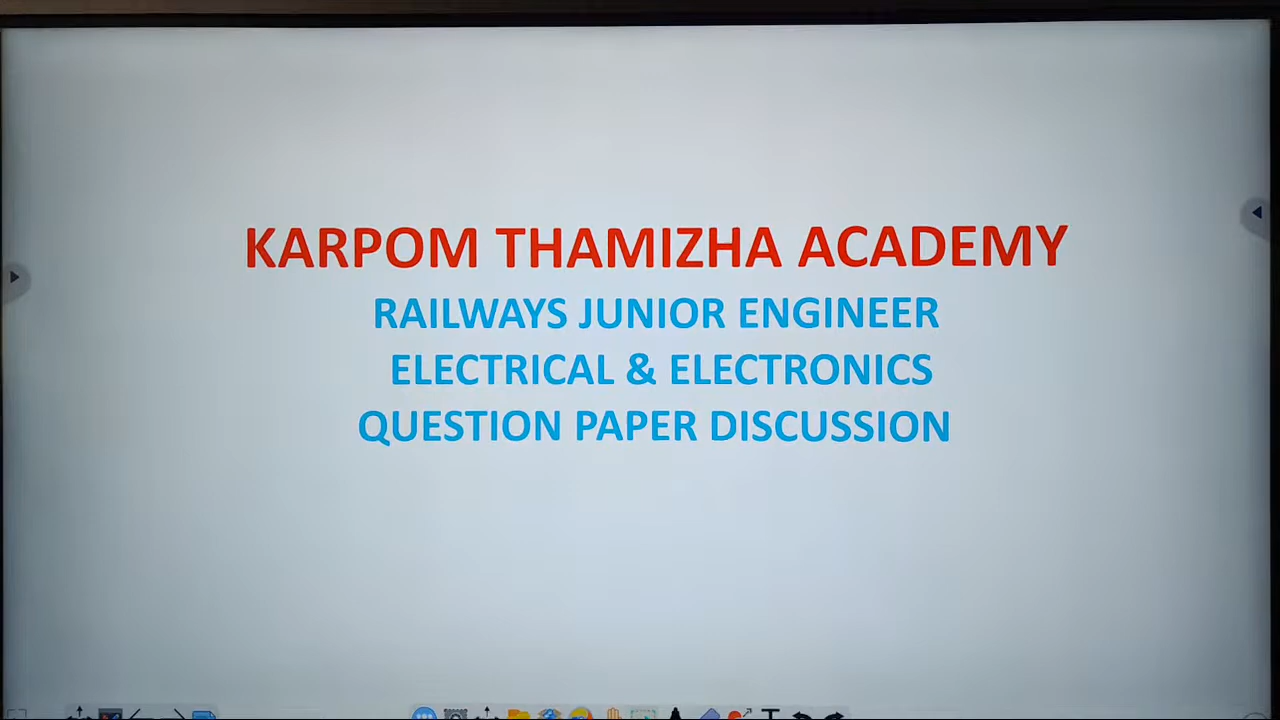 KARPOM THAMIZHA ACADEMY
RAILWAYS JUNIOR ENGINEER
ELECTRICAL & ELECTRONICS
QUESTION PAPER DISCUSSION